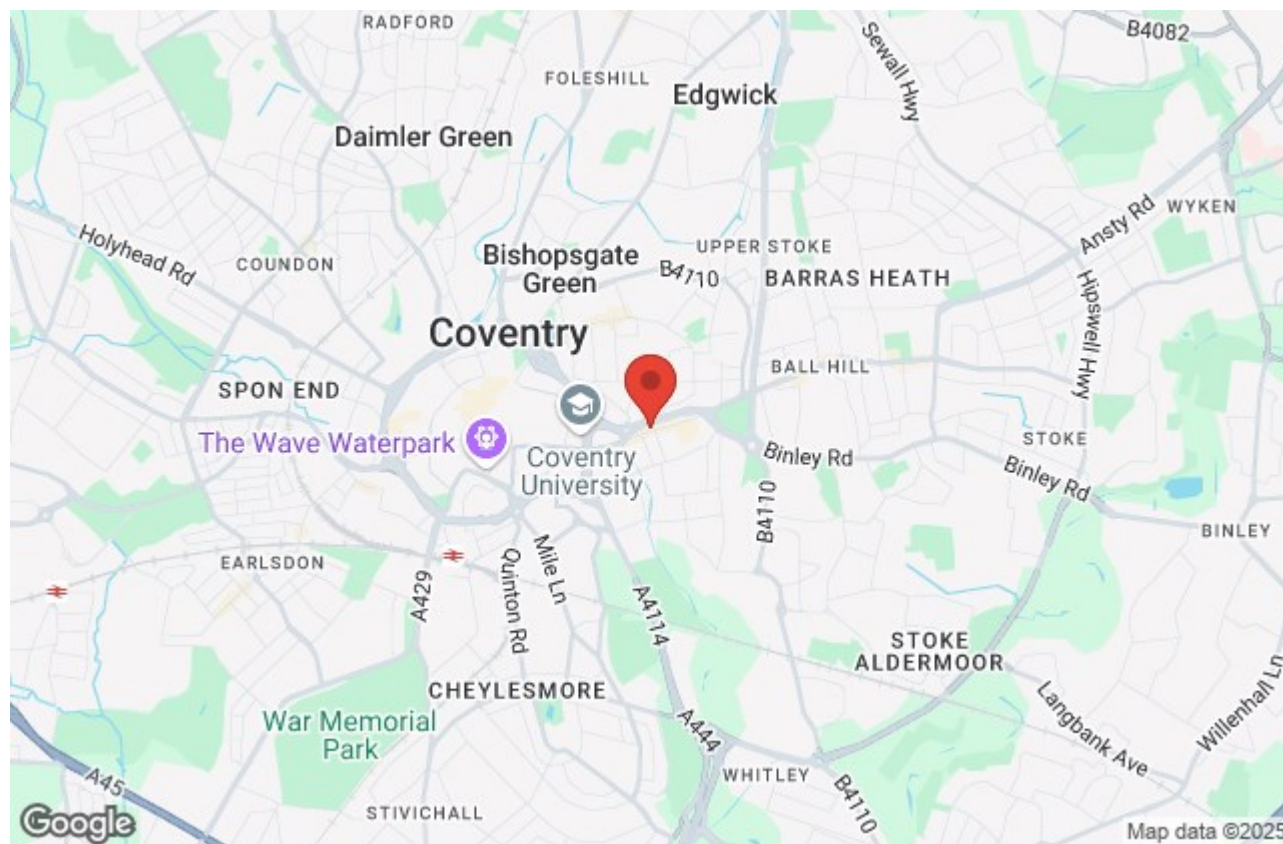 RADFORD
B4082
Sewall Hwy
FOLESHILL
Edgwick
Daimler Green
WYKEN
Ansty Rd
Holyhead Rd
COUNDON
Bishopsgate
Green
UPPER STOKE
B4110
BARRAS HEATH
Hipswell Hwy
Coventry
BALL HILL
SPON END
The Wave Waterpark
Coventry
University
STOKE
Binley Rd
Binley Rd
B4110
BINLEY
EARLSDON
A429
Quinton Rd
Mile Ln
A4114
STOKE
ALDERMOOR
CHEYLESMORE
War Memorial
Park
Langbank Ave
Willenhall Ln
A444
A45
WHITLEY
B4110
STIVICHALL
Google
Map data ©2025